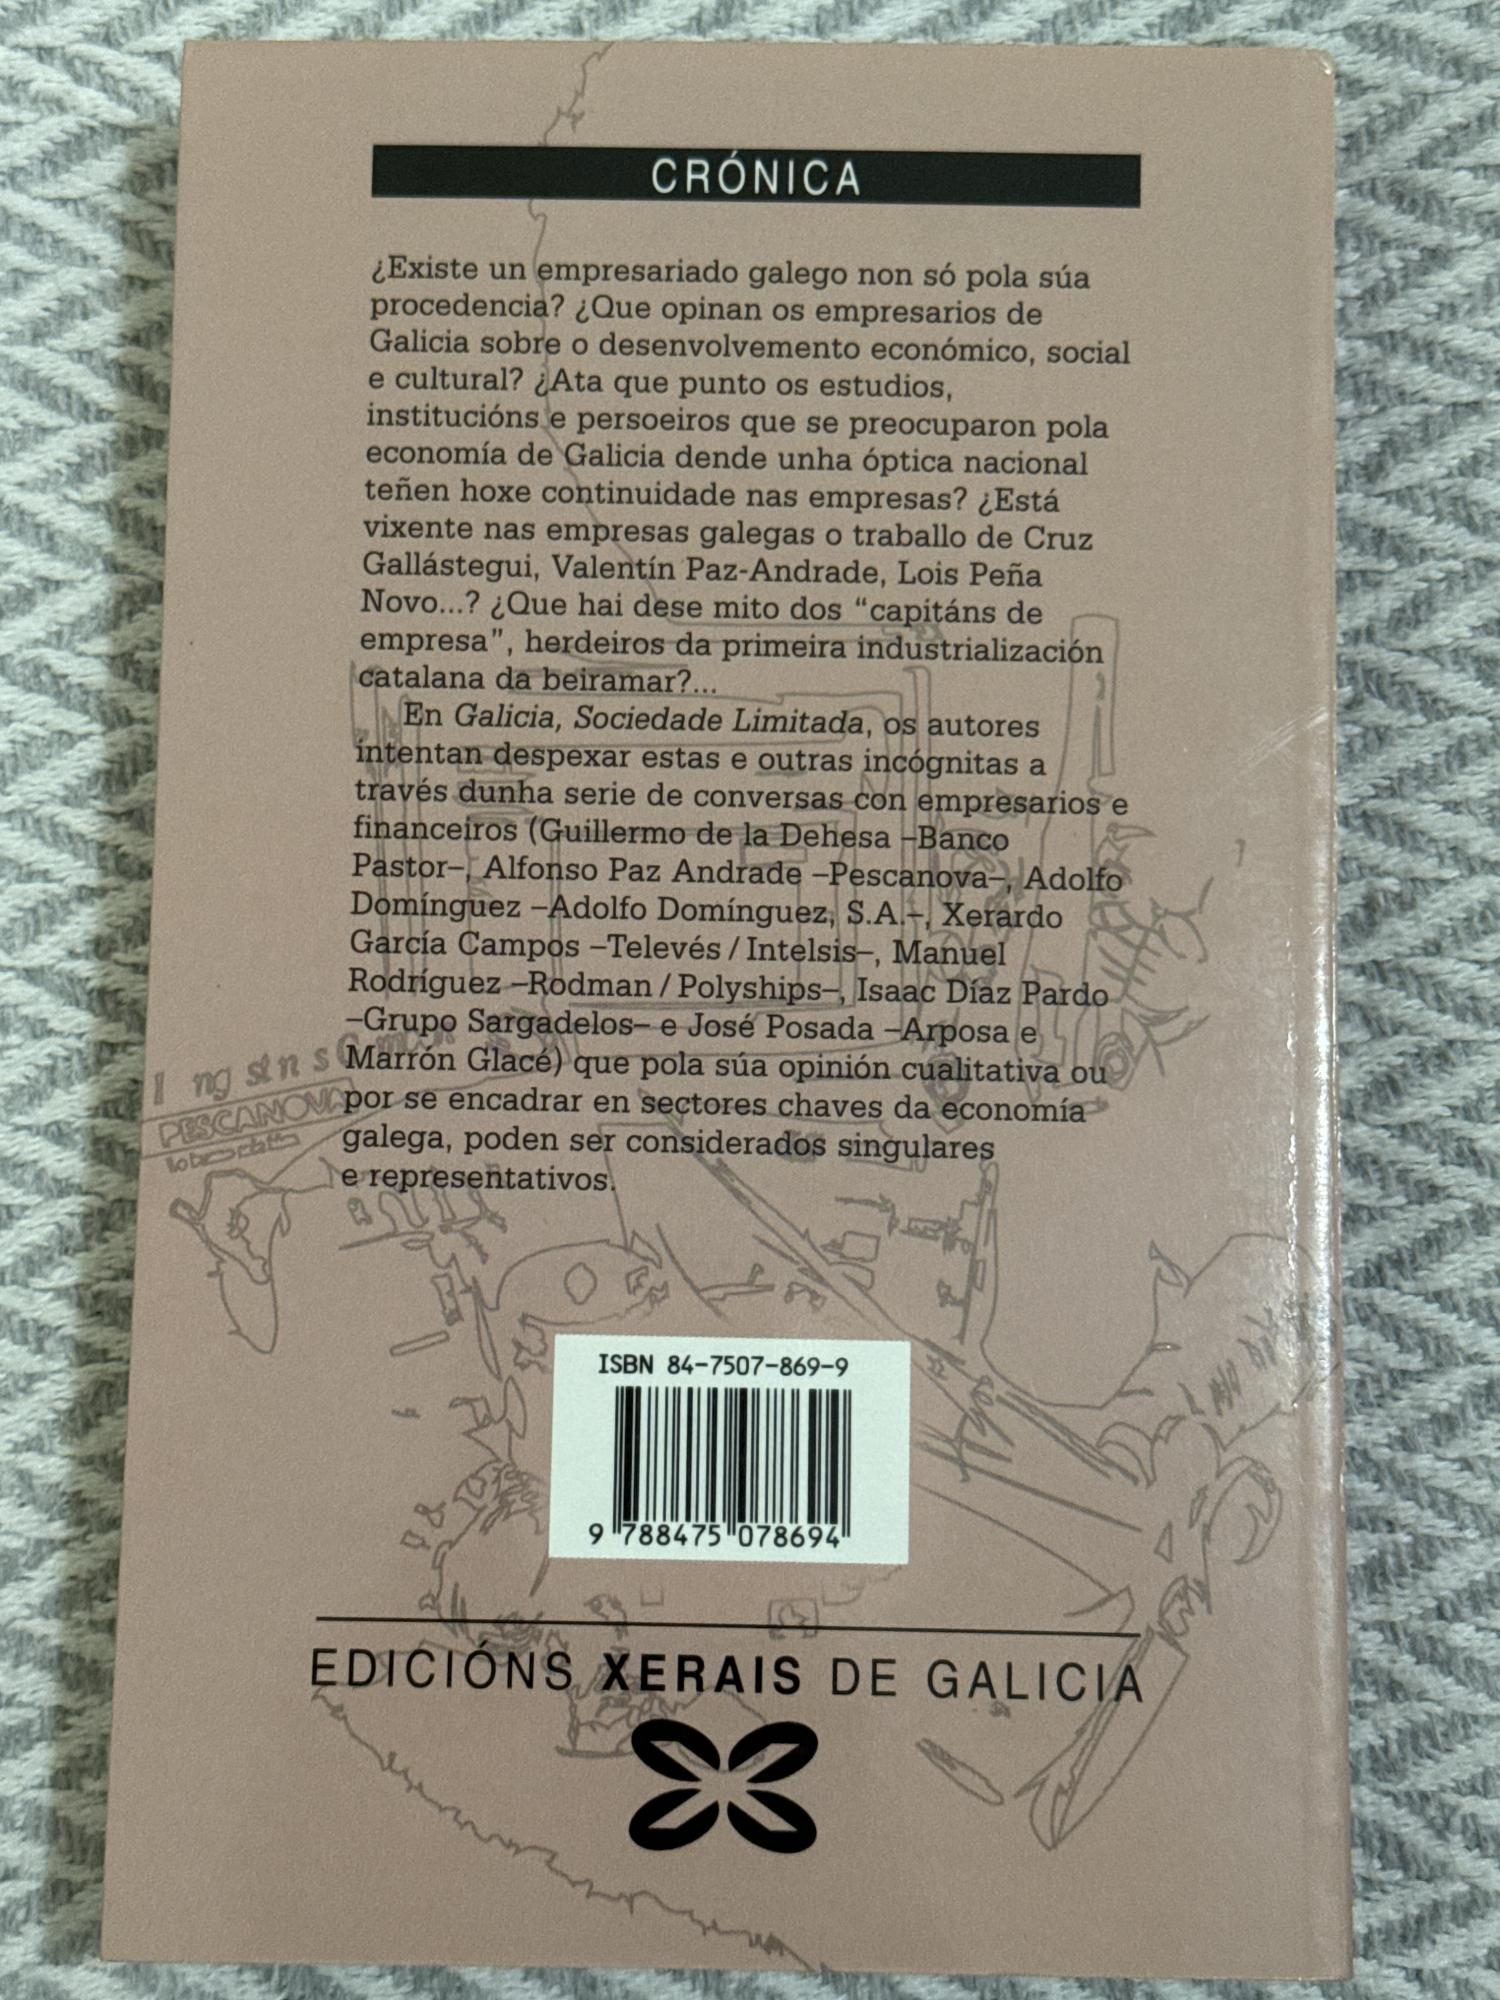 CRÓNICA
¿Existe un empresariado galego non só pola súa
procedencia? ¿Que opinan os empresarios de
Galicia sobre o desenvolvemento económico, social
e cultural? ¿Ata que punto os estudios,
institucións e persoeiros que se preocuparon pola
economía de Galicia dende unha óptica nacional
teñen hoxe continuidade nas empresas? ¿Está
vixente nas empresas galegas o traballo de Cruz
Gallástegui, Valentín Paz-Andrade, Lois Peña
Novo...? ¿Que hai dese mito dos “capitáns de
empresa”, herdeiros da primeira industrialización
catalana da beiramar?...
En Galicia, Sociedade Limitada, os autores
intentan despexar estas e outras incógnitas a
través dunha serie de conversas con empresarios e
financeiros (Guillermo de la Dehesa –Banco
Pastor–, Alfonso Paz Andrade –Pescanova–, Adolfo
Domínguez –Adolfo Domínguez, S.A.–, Xerardo
García Campos –Televés / Intelsis–, Manuel
Rodríguez –Rodman / Polyships–, Isaac Díaz Pardo
–Grupo Sargadelos– e José Posada –Arposa e
Marrón Glacé) que pola súa opinión cualitativa ou
por se encadrar en sectores chaves da economía
galega, poden ser considerados singulares
e representativos.
PESCANOVA
ISBN 84-7507-869-9
9 788475 078694
EDICIÓNS XERAIS DE GALICIA